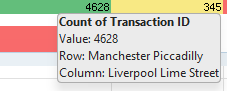 4628 345
Count of Transaction ID
Value: 4628
Row: Manchester Piccadilly
Column: Liverpool Lime Street